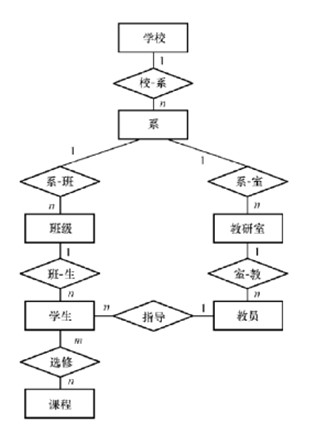 学校
1
校-系
n
系
1 1
系-班 系-室
n n
班级 教研室
1 1
班-生 室-教
n n
学生 n 指导 1 教员
m
选修
n
课程